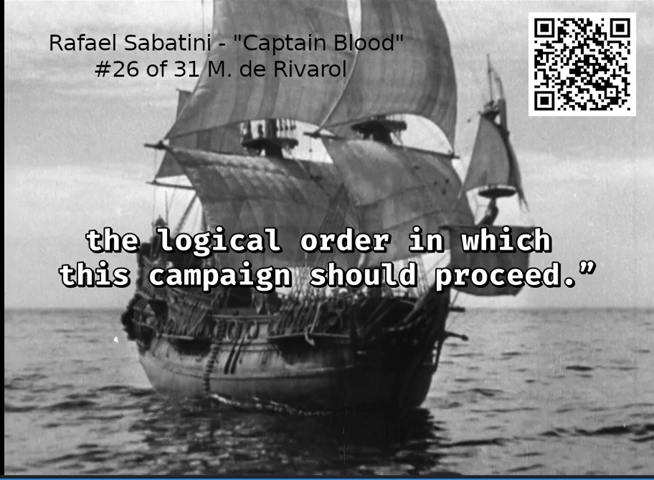 Rafael Sabatini - "Captain Blood"
#26 of 31 M. de Rivarol
the logical order in which
this campaign should proceed.”